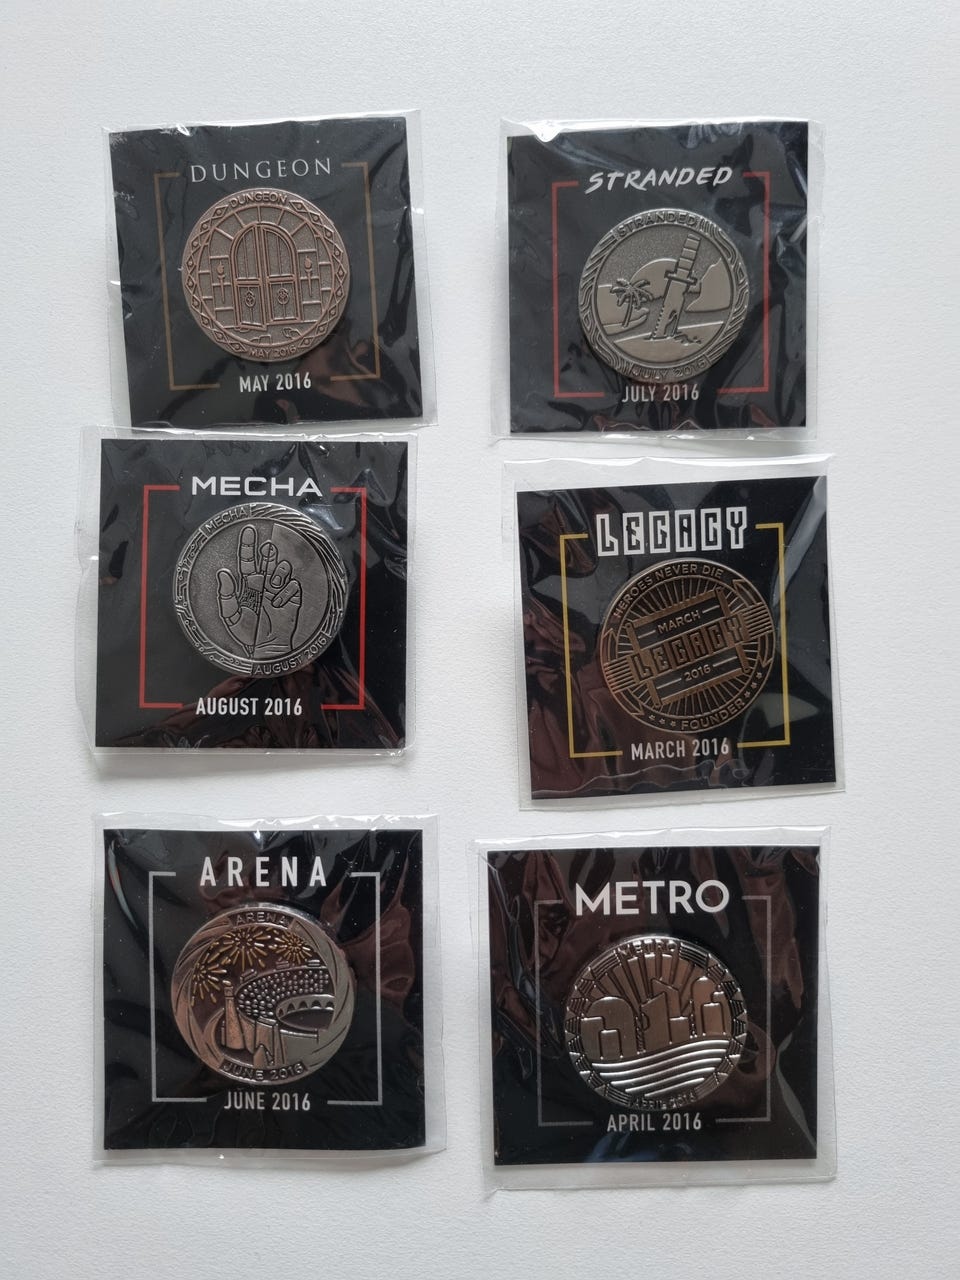 DUNGEON
DUNGEON
MAY 2016
MAY 2016
STRANDED
STRANDED
JULY 2016
JULY 2016
MECHA
MECHA
AUGUST 2016
AUGUST 2016
LEGACY
HEROES NEVER DIE
MARCH
LEGACY
2016
FOUNDER
MARCH 2016
ARENA
ARENA
JUNE 2016
JUNE 2016
METRO
METRO
APRIL 2016
APRIL 2016